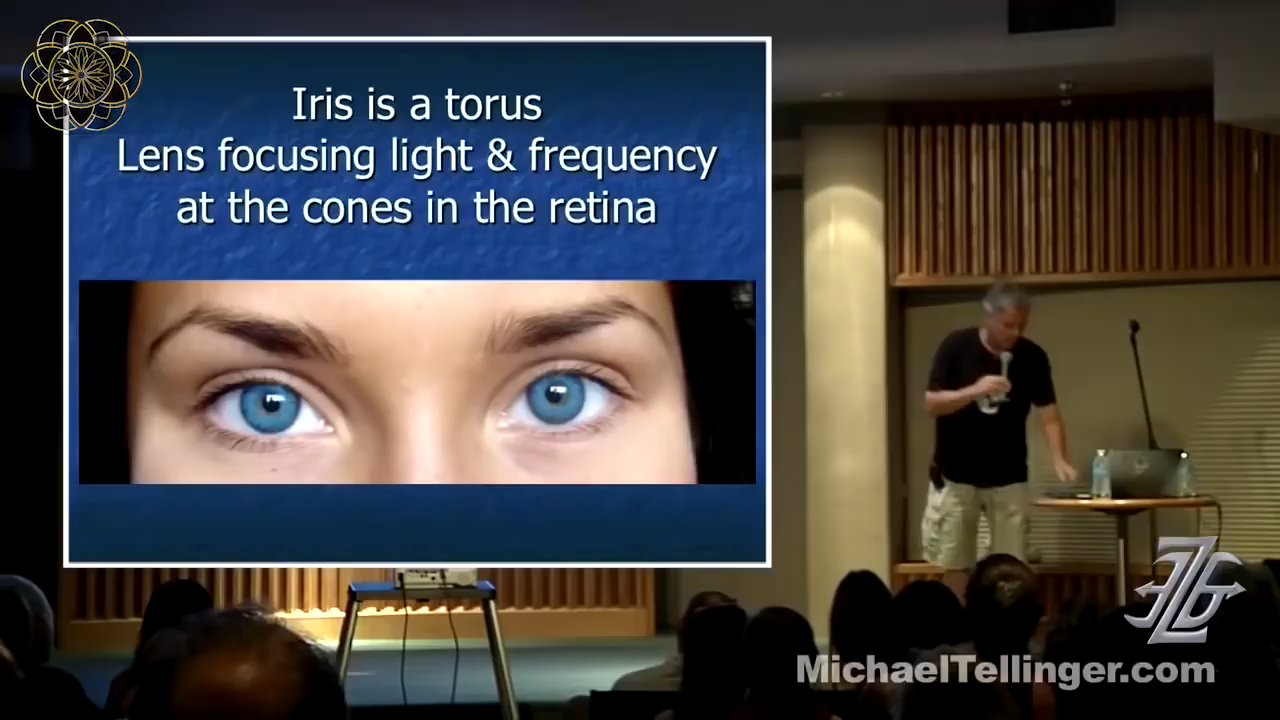 Iris is a torus
Lens focusing light & frequency
at the cones in the retina
MichaelTellinger.com